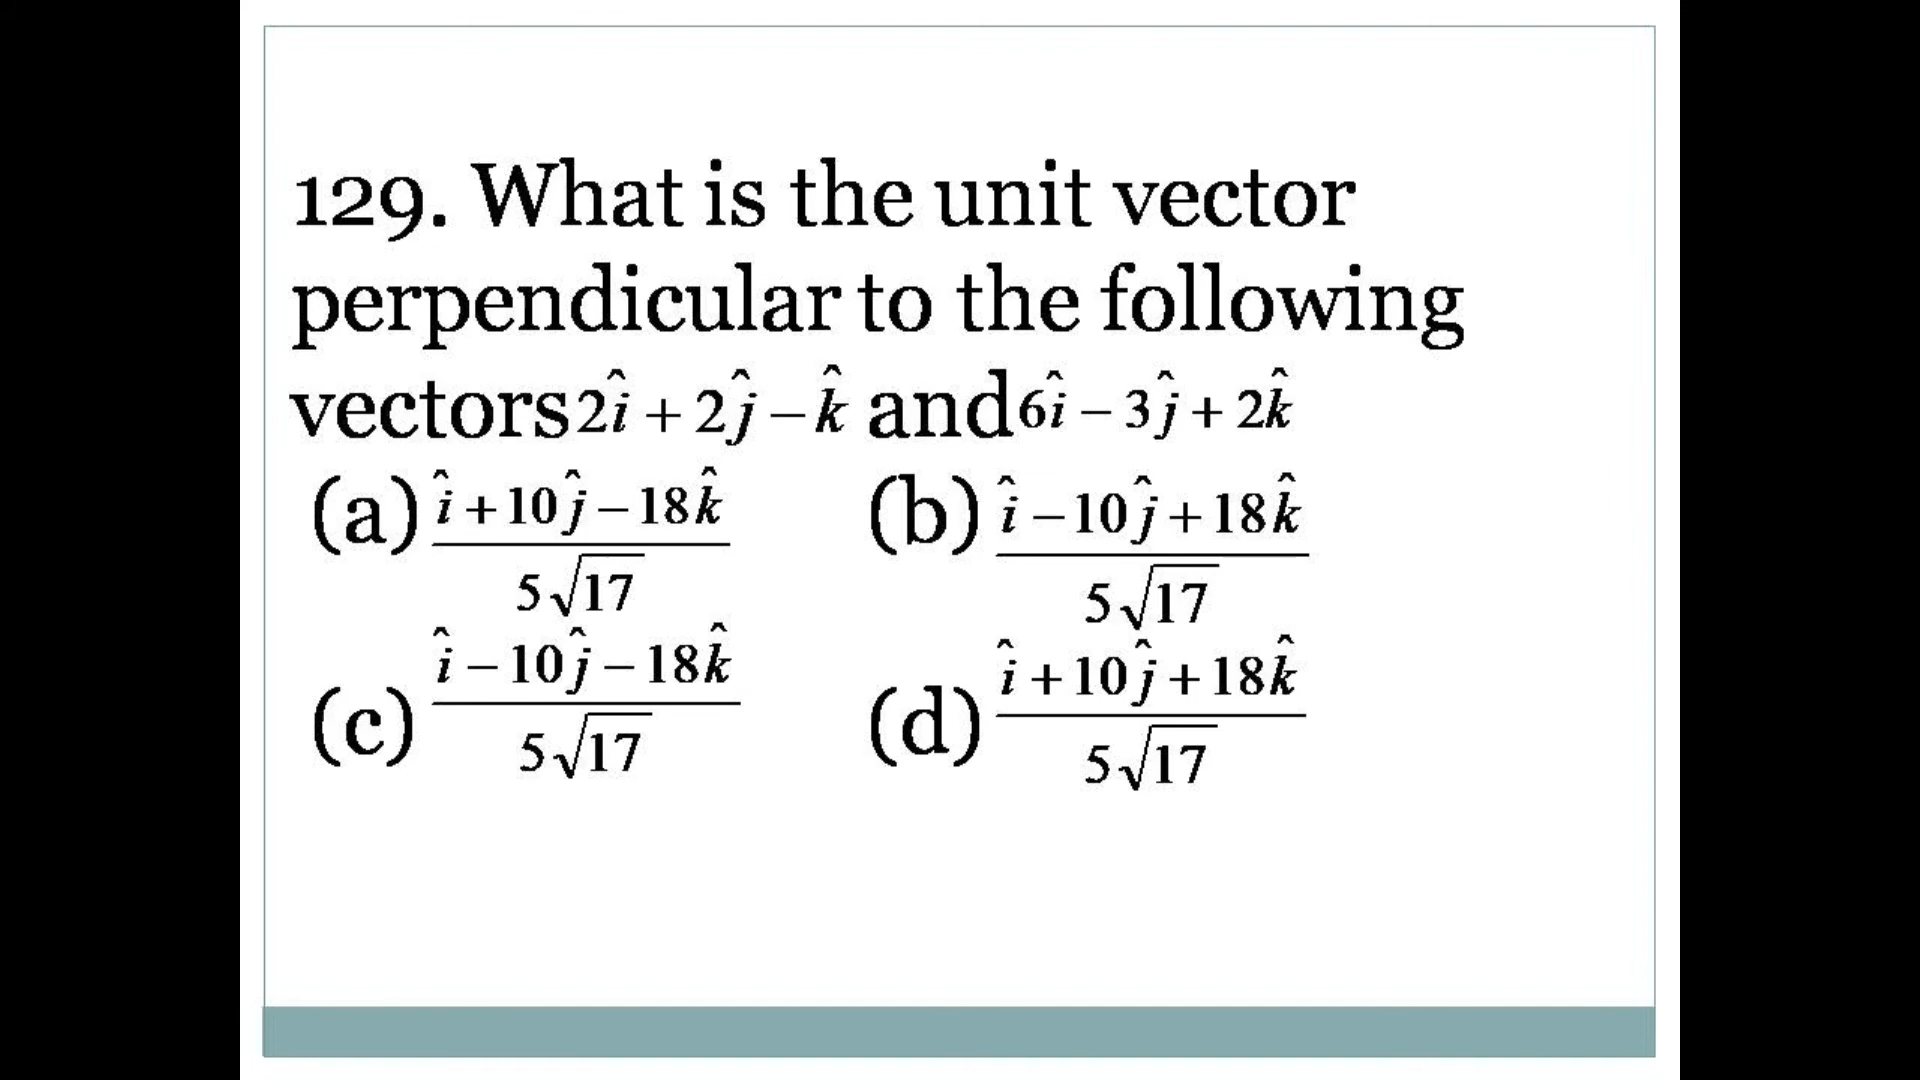 129. What is the unit vector
perpendicular to the following
vectors 2î + 2ĵ − k̂ and 6î − 3ĵ + 2k̂
(a) (î + 10ĵ − 18k̂)/(5√17) (b) (î − 10ĵ + 18k̂)/(5√17)
(c) (î − 10ĵ − 18k̂)/(5√17) (d) (î + 10ĵ + 18k̂)/(5√17)